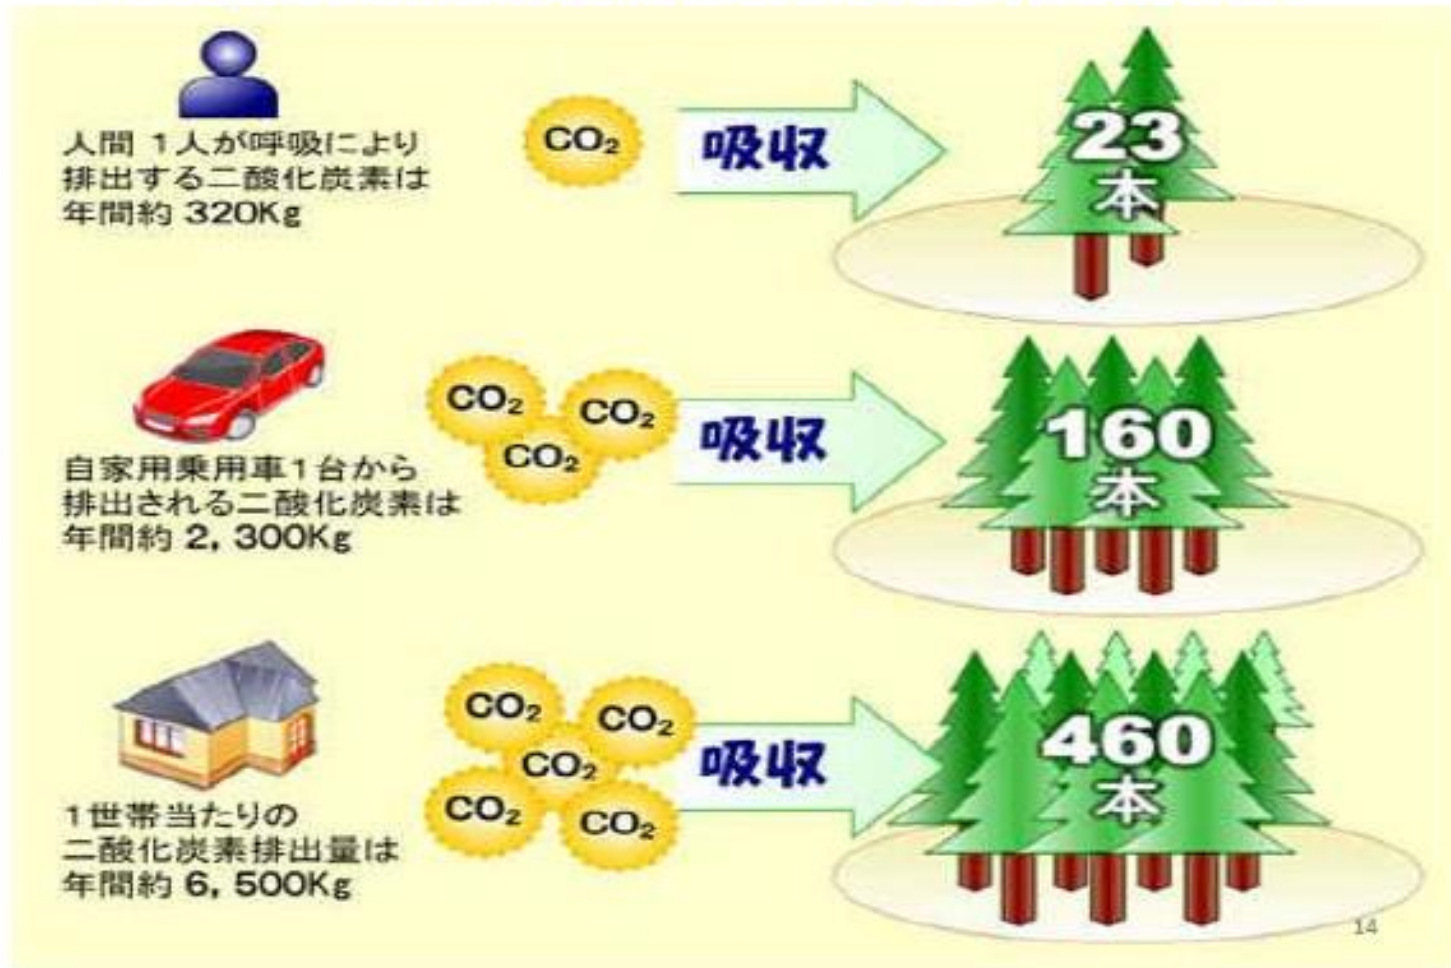 人間 1人が呼吸により
排出する二酸化炭素は
年間約 320Kg
CO₂
吸収
23
本
自家用乗用車1台から
排出される二酸化炭素は
年間約 2, 300Kg
CO₂
CO₂
CO₂
吸収
160
本
1世帯当たりの
二酸化炭素排出量は
年間約 6, 500Kg
CO₂
CO₂
CO₂
CO₂
CO₂
吸収
460
本
14